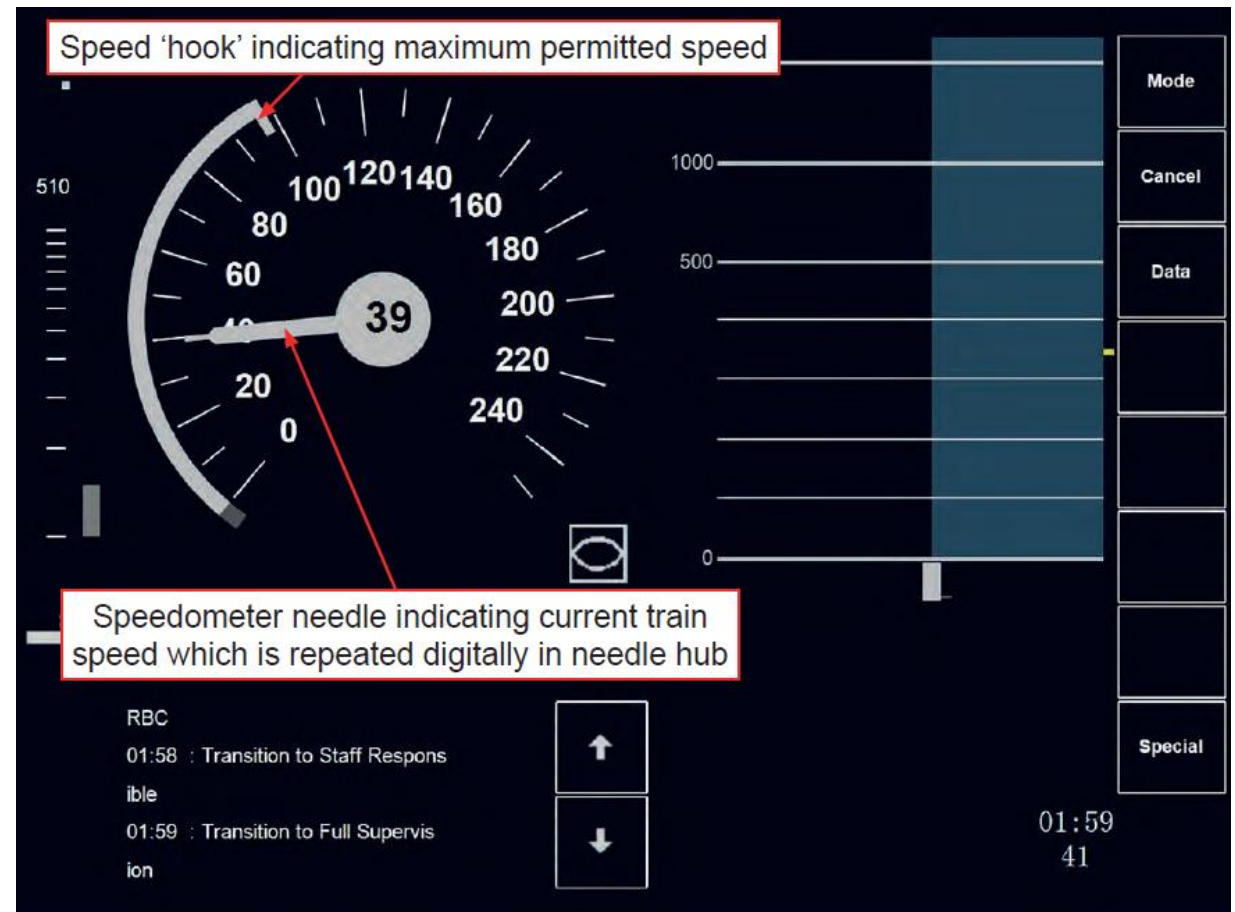 Speed ‘hook’ indicating maximum permitted speed
Mode
Cancel
Data
Special
510
0
20
40
60
80
100
120
140
160
180
200
220
240
39
1000
500
0
Speedometer needle indicating current train
speed which is repeated digitally in needle hub
RBC
01:58 : Transition to Staff Respons
ible
01:59 : Transition to Full Supervis
ion
01:59
41